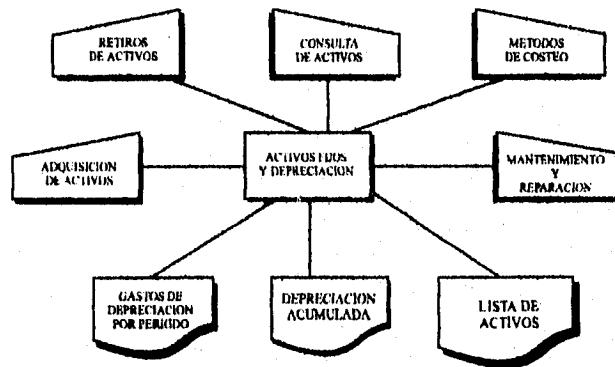 RETIROS
DE ACTIVOS
CONSULTA
DE ACTIVOS
METODOS
DE COSTEO
ADQUISICION
DE ACTIVOS
ACTIVOS FIJOS
Y DEPRECIACION
MANTENIMIENTO
Y
REPARACION
GASTOS DE
DEPRECIACION
POR PERIODO
DEPRECIACION
ACUMULADA
LISTA DE
ACTIVOS